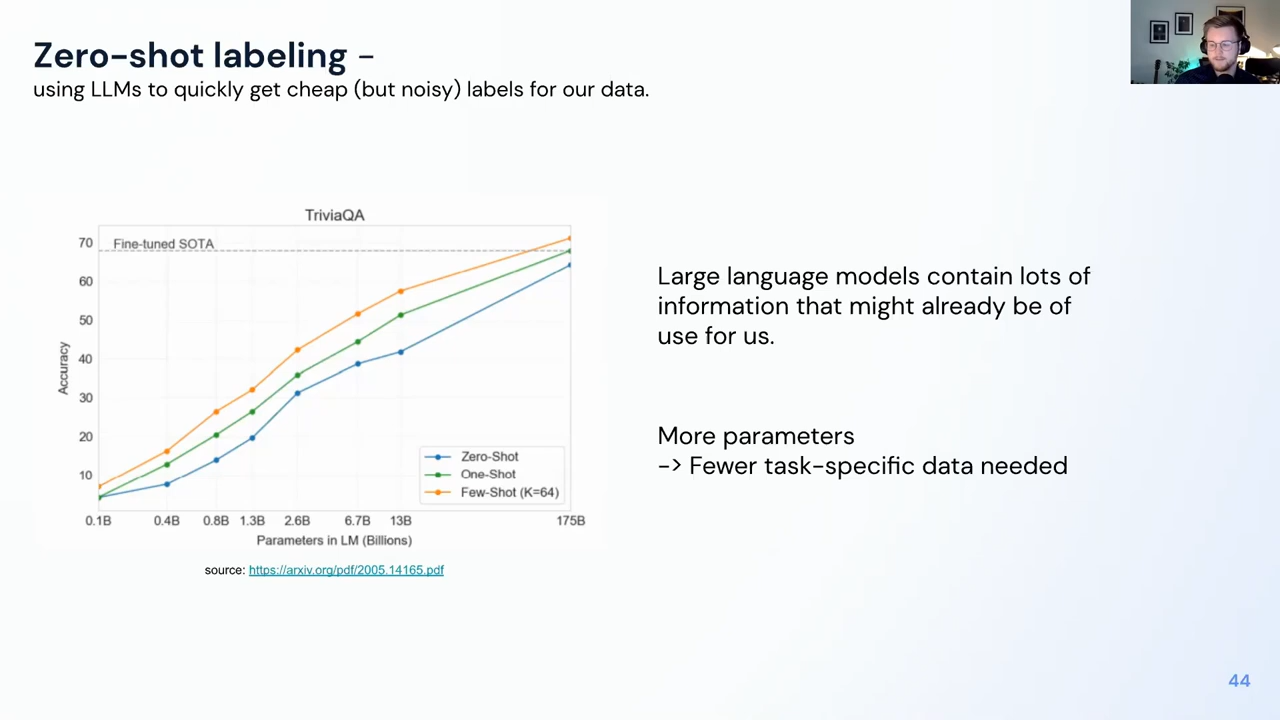 Zero-shot labeling –
using LLMs to quickly get cheap (but noisy) labels for our data.
TriviaQA
70
Fine-tuned SOTA
60
50
40
30
20
10
Accuracy
Zero-Shot
One-Shot
Few-Shot (K=64)
0.1B 0.4B 0.8B 1.3B 2.6B 6.7B 13B 175B
Parameters in LM (Billions)
source: https://arxiv.org/pdf/2005.14165.pdf
Large language models contain lots of
information that might already be of
use for us.
More parameters
-> Fewer task-specific data needed
44